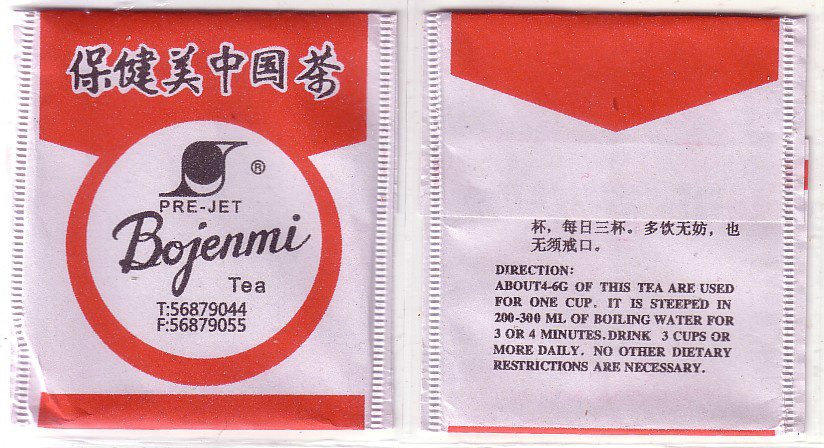 保健美中国茶
®
PRE-JET
Bojenmi
Tea
T:56879044
F:56879055
杯，每日三杯。多饮无妨，也
无须戒口。
DIRECTION:
ABOUT4-6G OF THIS TEA ARE USED
FOR ONE CUP. IT IS STEEPED IN
200-300 ML OF BOILING WATER FOR
3 OR 4 MINUTES.DRINK 3 CUPS OR
MORE DAILY. NO OTHER DIETARY
RESTRICTIONS ARE NECESSARY.